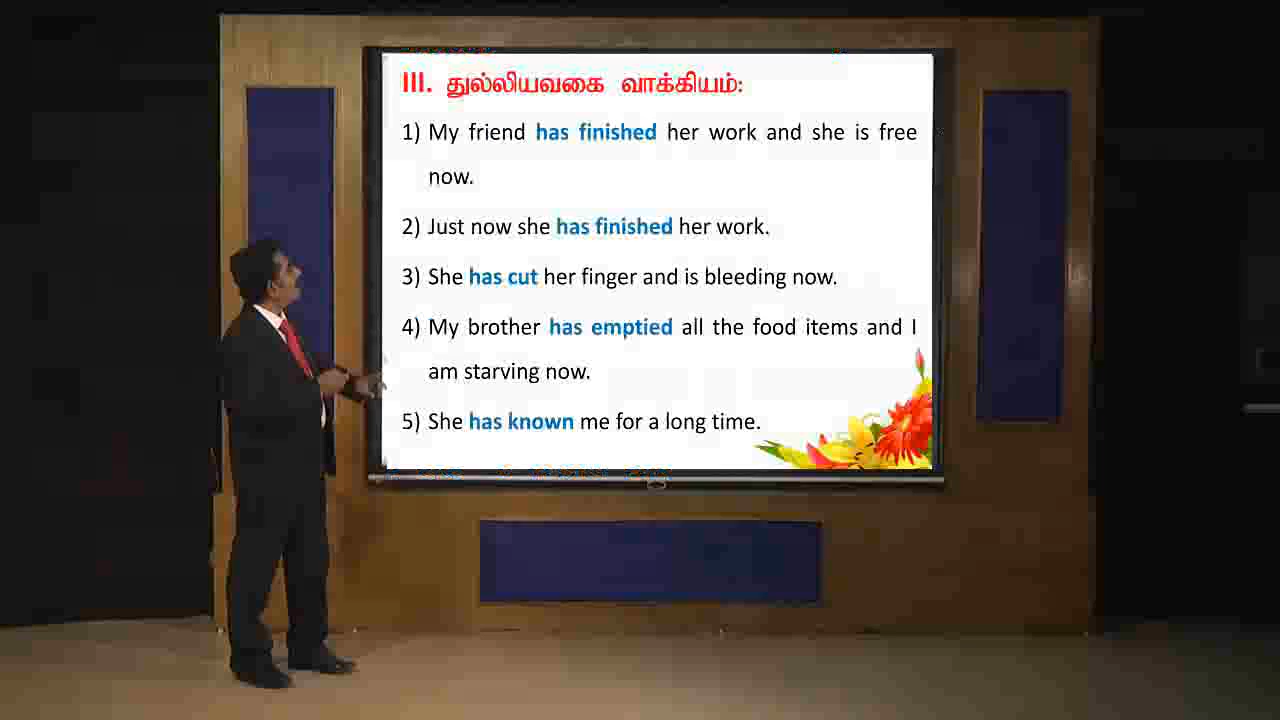 III. துல்லியவகை வாக்கியம்:
1) My friend has finished her work and she is free
now.
2) Just now she has finished her work.
3) She has cut her finger and is bleeding now.
4) My brother has emptied all the food items and I
am starving now.
5) She has known me for a long time.